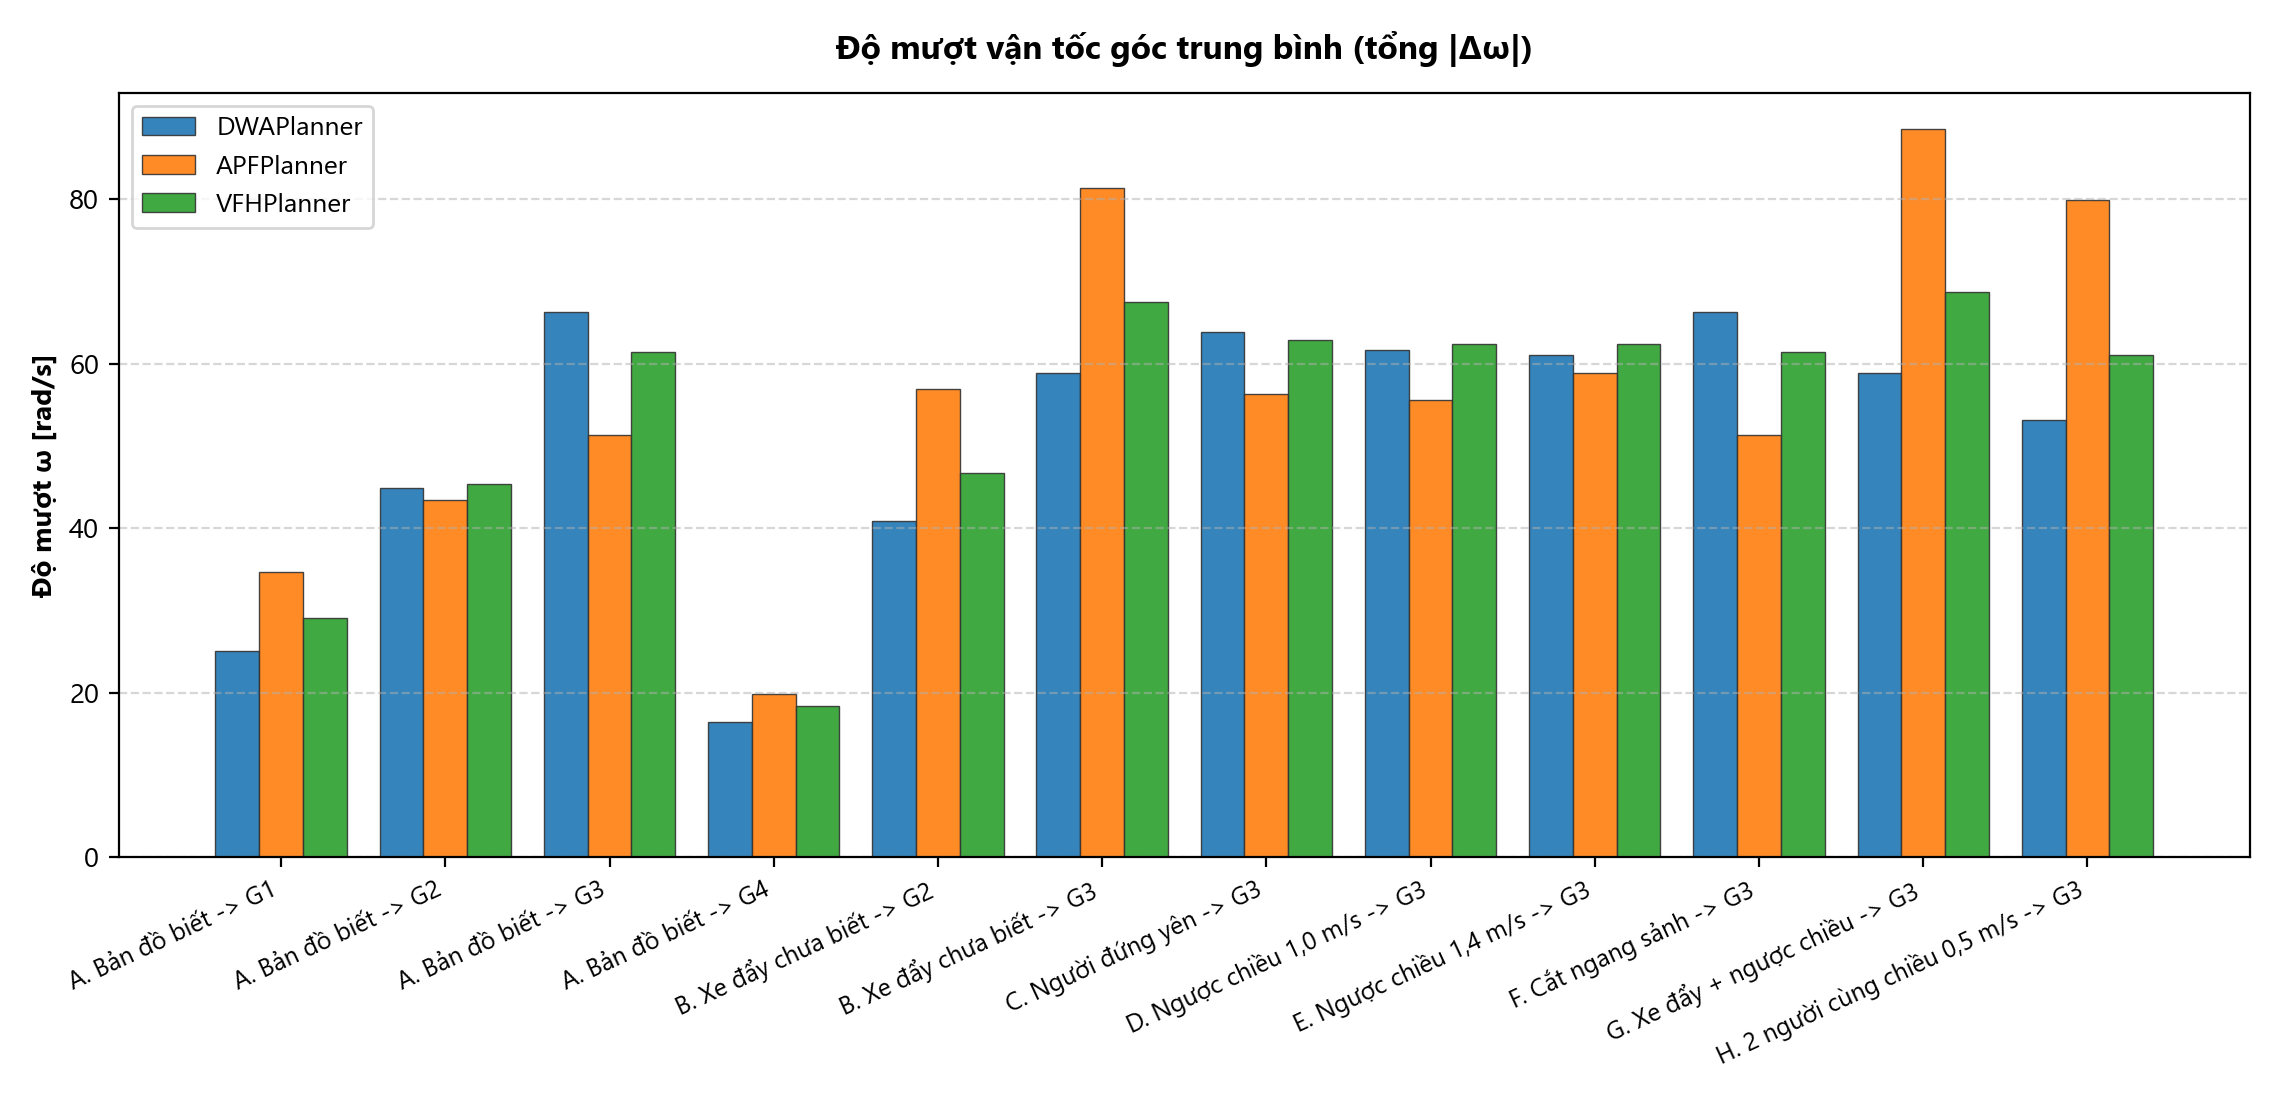 Độ mượt vận tốc góc trung bình (tổng |Δω|)
DWAPlanner
APFPlanner
VFHPlanner
Độ mượt ω [rad/s]
80
60
40
20
0
A. Bản đồ biết -> G1
A. Bản đồ biết -> G2
A. Bản đồ biết -> G3
A. Bản đồ biết -> G4
B. Xe đẩy chưa biết -> G2
B. Xe đẩy chưa biết -> G3
C. Người đứng yên -> G3
D. Ngược chiều 1,0 m/s -> G3
E. Ngược chiều 1,4 m/s -> G3
F. Cắt ngang sảnh -> G3
G. Xe đẩy + ngược chiều -> G3
H. 2 người cùng chiều 0,5 m/s -> G3